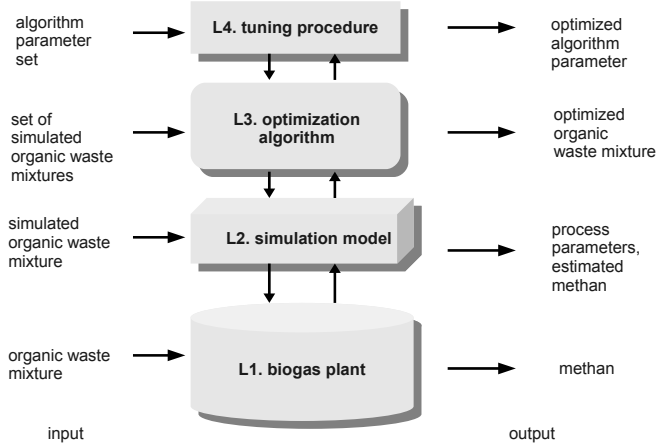 algorithm
parameter
set
L4. tuning procedure
optimized
algorithm
parameter
set of
simulated
organic waste
mixtures
L3. optimization
algorithm
optimized
organic
waste mixture
simulated
organic waste
mixture
L2. simulation model
process
parameters,
estimated
methan
organic waste
mixture
L1. biogas plant
methan
input
output